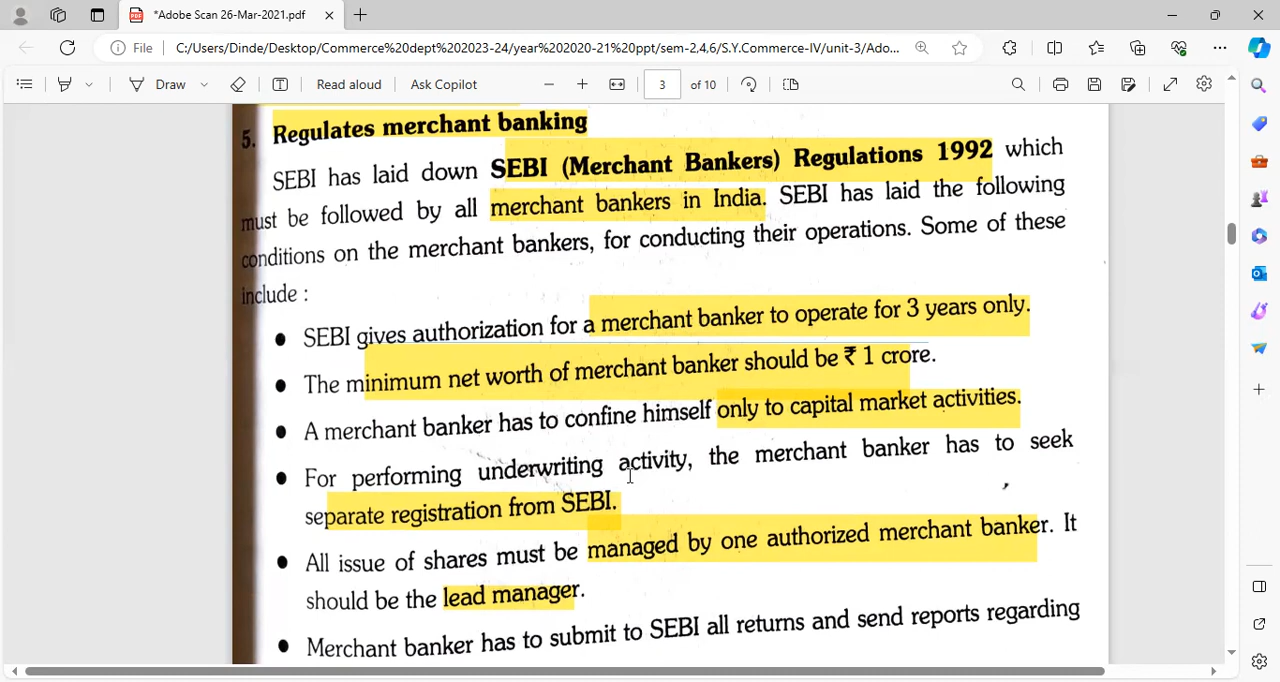 *Adobe Scan 26-Mar-2021.pdf
File
C:/Users/Dinde/Desktop/Commerce%20dept%202023-24/year%202020-21%20ppt/sem-2,4,6/S.Y.Commerce-IV/unit-3/Ado...
Draw
Read aloud
Ask Copilot
3 of 10
5. Regulates merchant banking
SEBI has laid down SEBI (Merchant Bankers) Regulations 1992 which
must be followed by all merchant bankers in India. SEBI has laid the following
conditions on the merchant bankers, for conducting their operations. Some of these
include :
• SEBI gives authorization for a merchant banker to operate for 3 years only.
• The minimum net worth of merchant banker should be ₹ 1 crore.
• A merchant banker has to confine himself only to capital market activities.
• For performing underwriting activity, the merchant banker has to seek
separate registration from SEBI.
• All issue of shares must be managed by one authorized merchant banker. It
should be the lead manager.
• Merchant banker has to submit to SEBI all returns and send reports regarding